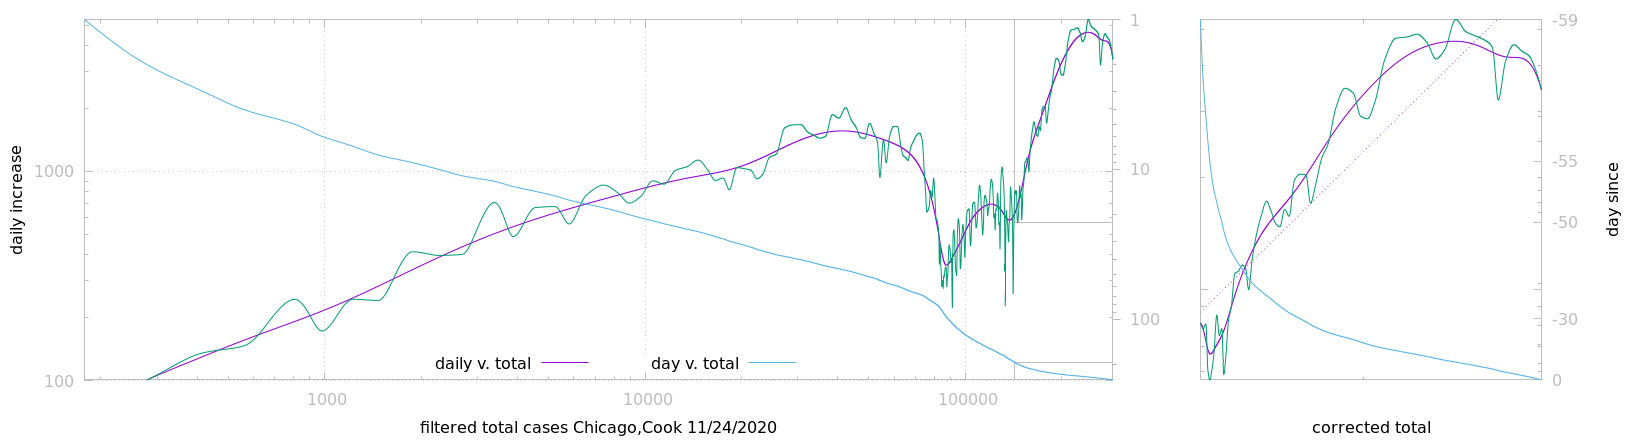 daily increase
1000
100
daily v. total
day v. total
1000
10000
100000
filtered total cases Chicago,Cook 11/24/2020
1
10
100
-59
-55
-50
-30
0
day since
corrected total